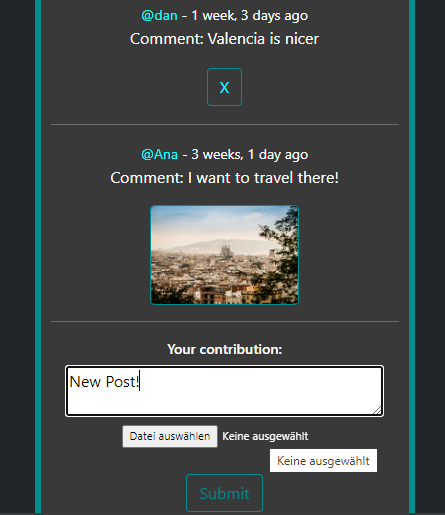 @dan - 1 week, 3 days ago
Comment: Valencia is nicer
X
@Ana - 3 weeks, 1 day ago
Comment: I want to travel there!
Your contribution:
New Post!
Datei auswählen Keine ausgewählt
Keine ausgewählt
Submit